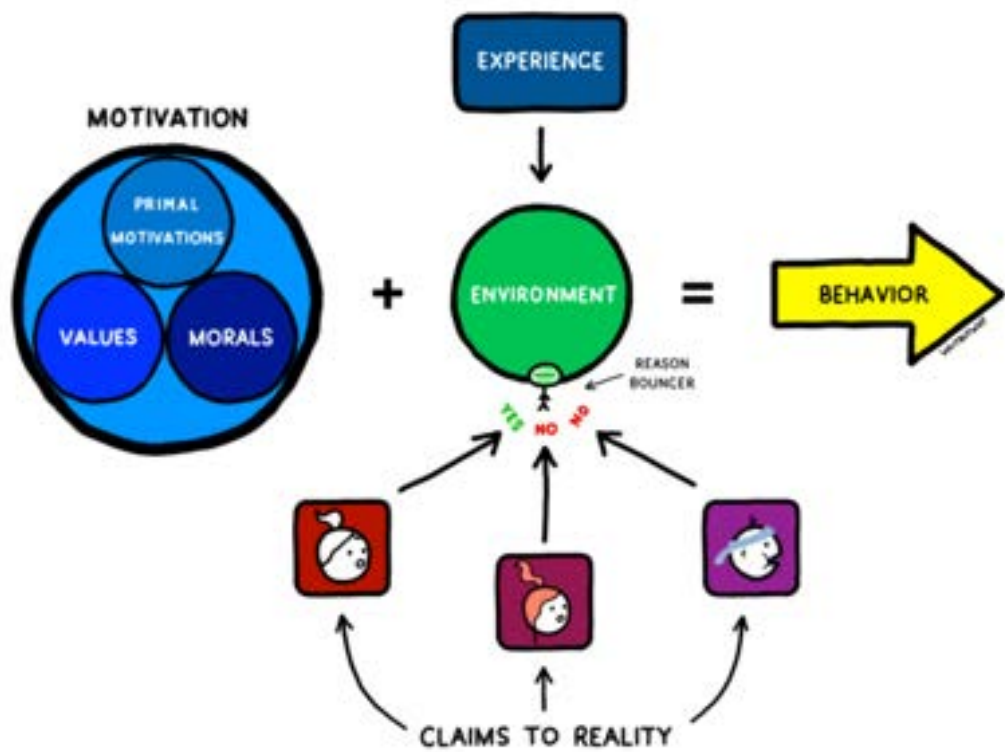 EXPERIENCE
MOTIVATION
PRIMAL
MOTIVATIONS
VALUES
MORALS
+
ENVIRONMENT
=
BEHAVIOR
REASON
BOUNCER
YES
NO
NO
CLAIMS TO REALITY